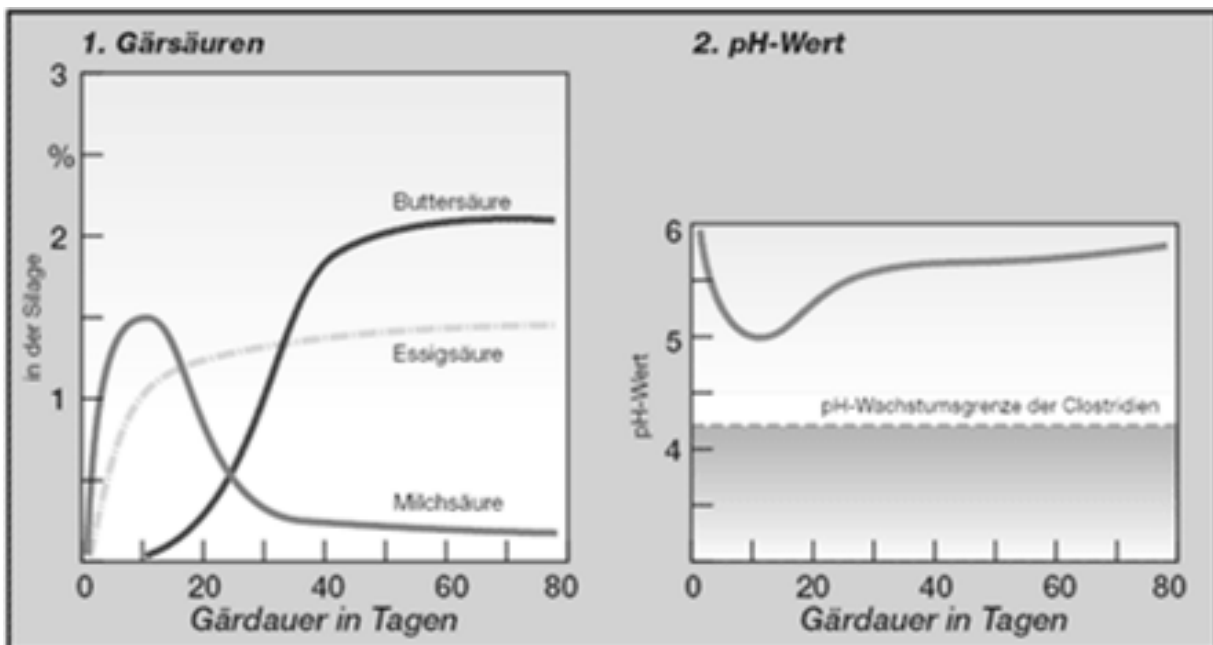 1. Gärsäuren
3
%
2
1
in der Silage
Buttersäure
Essigsäure
Milchsäure
0 20 40 60 80
Gärdauer in Tagen
2. pH-Wert
6
5
4
pH-Wert
pH-Wachstumsgrenze der Clostridien
0 20 40 60 80
Gärdauer in Tagen